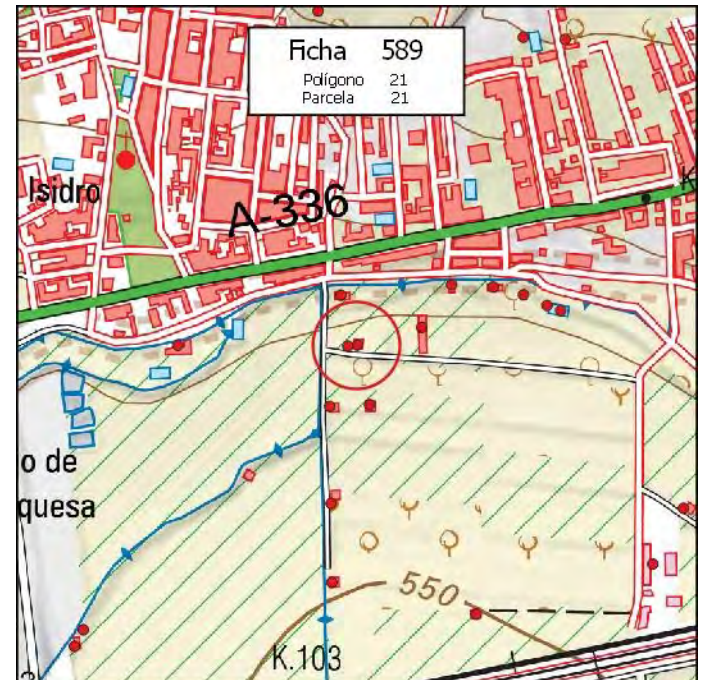 Ficha 589
Polígono 21
Parcela 21
Isidro
A-336
K
o de
quesa
550
K.103